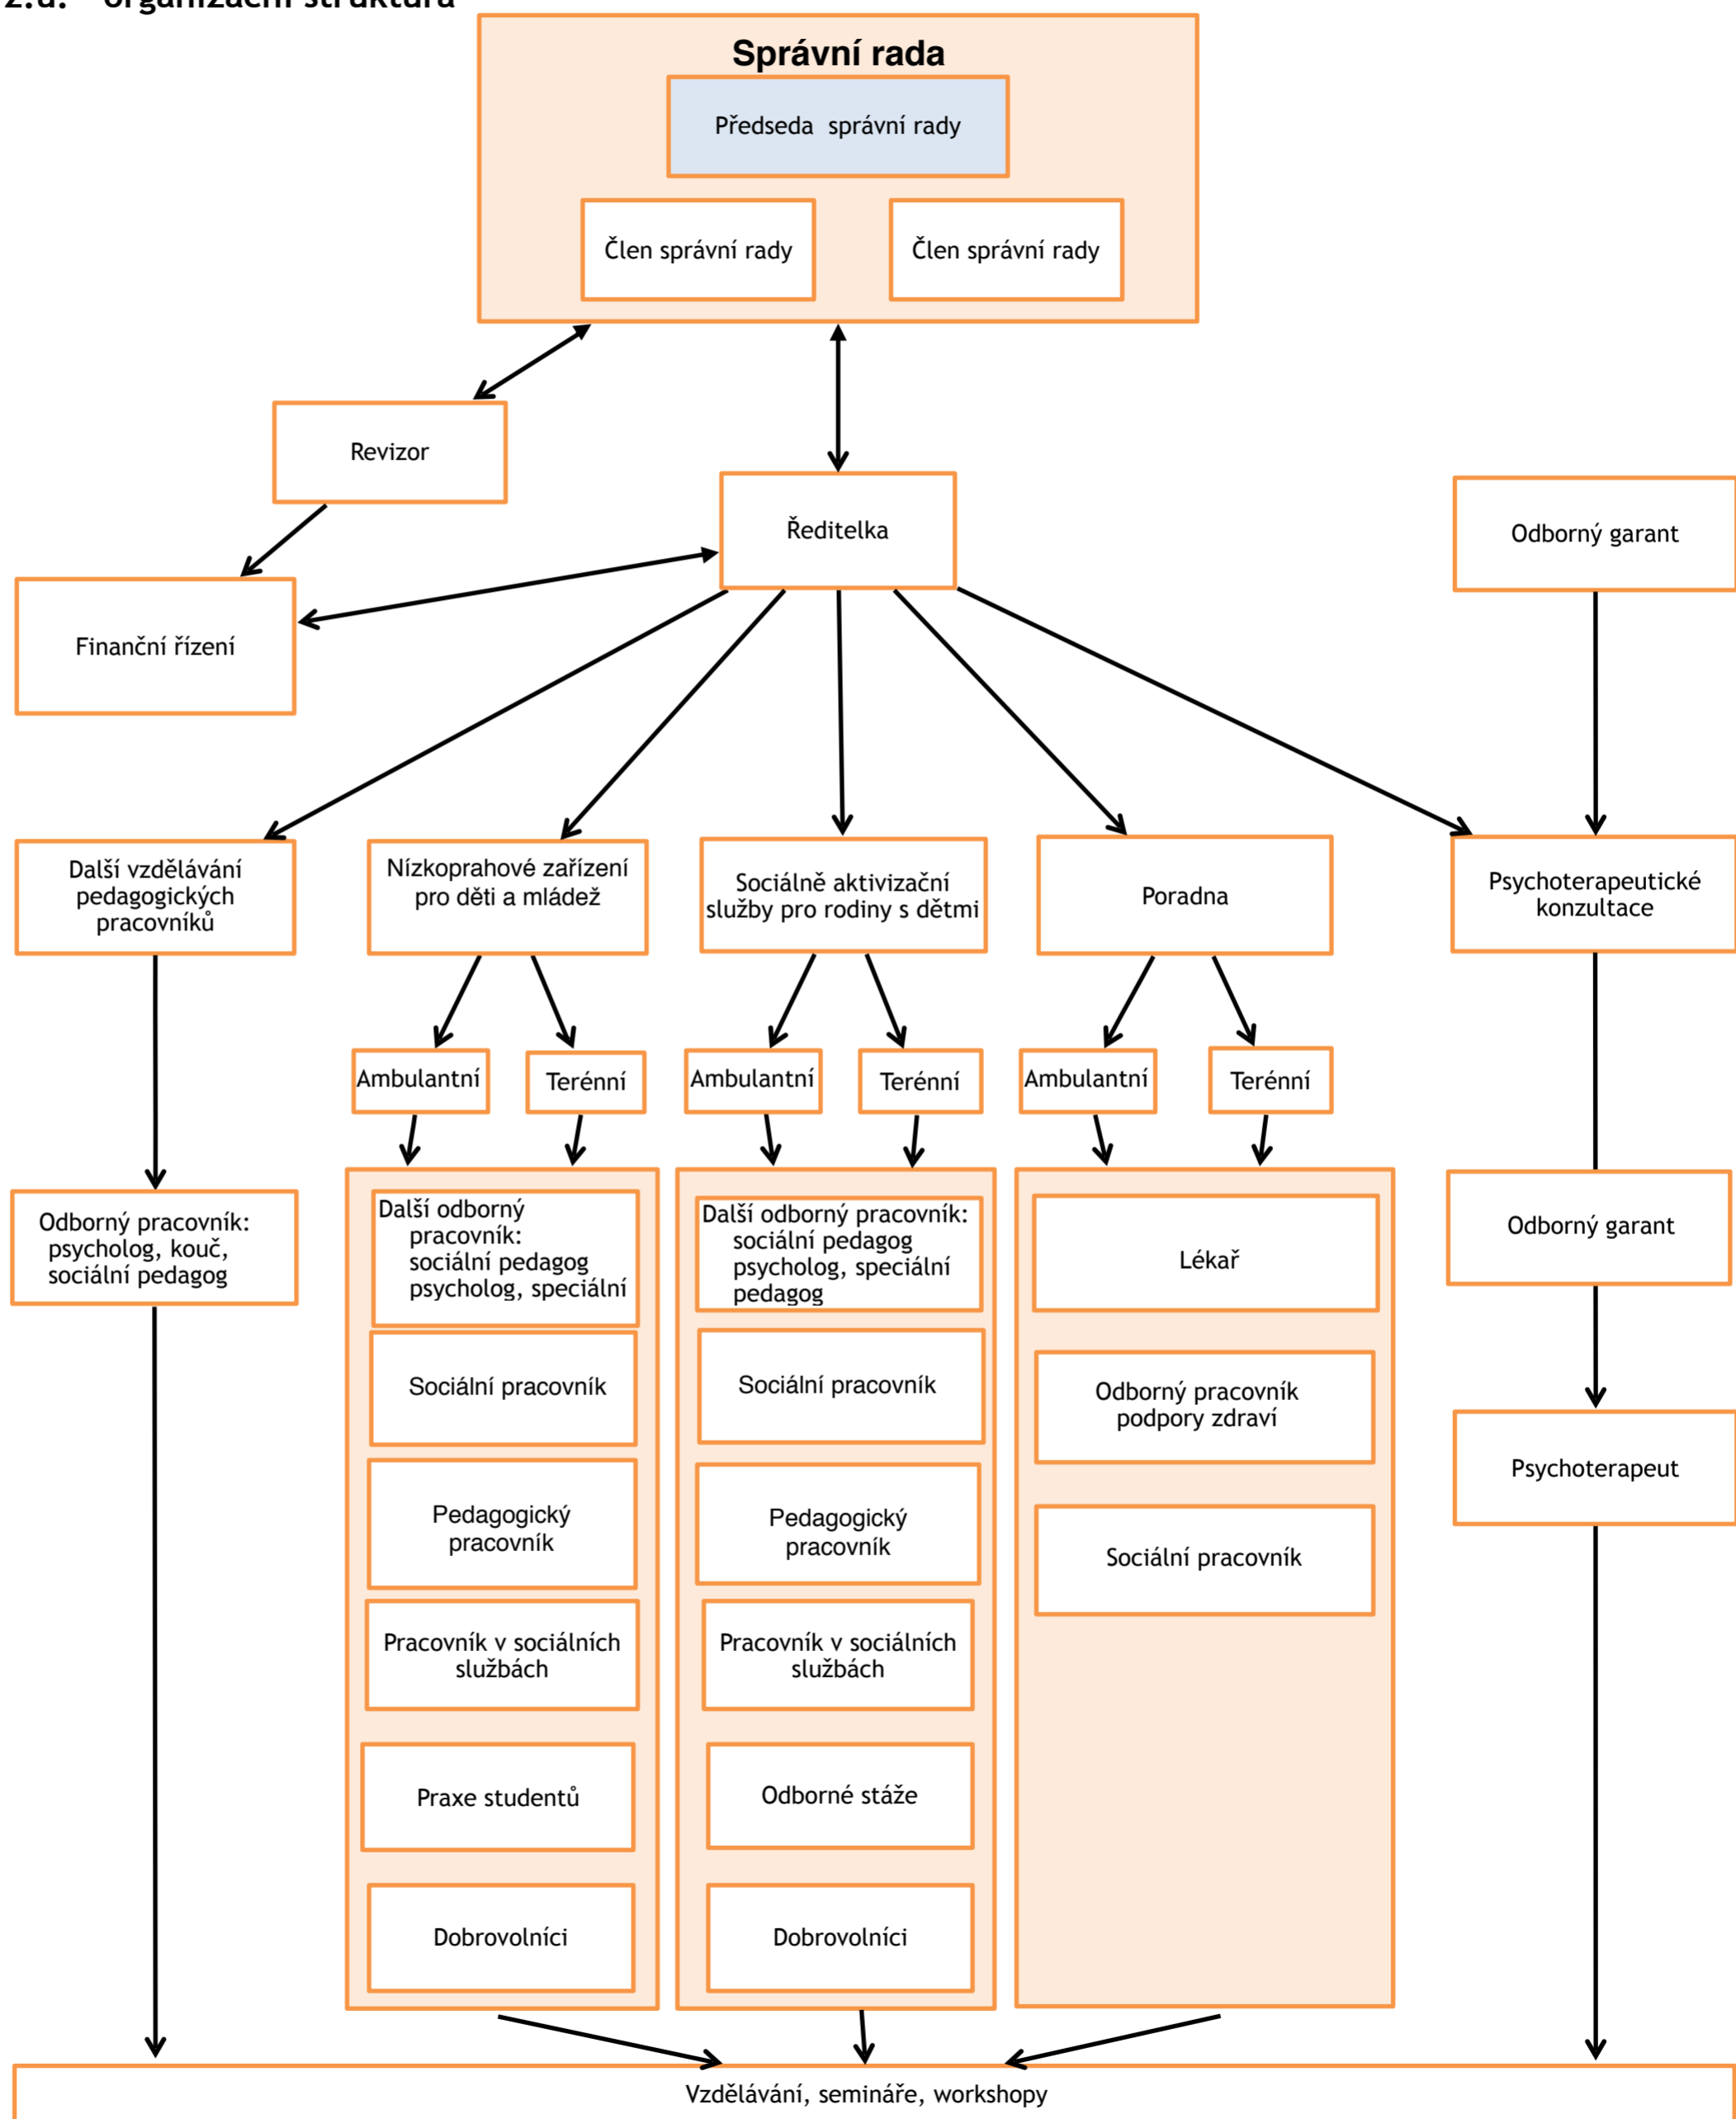 z.ú. organizační struktura
Správní rada
Předseda správní rady
Člen správní rady
Člen správní rady
Revizor
Ředitelka
Odborný garant
Finanční řízení
Další vzdělávání
pedagogických
pracovníků
Nízkoprahové zařízení
pro děti a mládež
Sociálně aktivizační
služby pro rodiny s dětmi
Poradna
Psychoterapeutické
konzultace
Ambulantní
Terénní
Ambulantní
Terénní
Ambulantní
Terénní
Odborný pracovník:
psycholog, kouč,
sociální pedagog
Další odborný
pracovník:
sociální pedagog
psycholog, speciální
Sociální pracovník
Pedagogický
pracovník
Pracovník v sociálních
službách
Praxe studentů
Dobrovolníci
Další odborný pracovník:
sociální pedagog
psycholog, speciální
pedagog
Sociální pracovník
Pedagogický
pracovník
Pracovník v sociálních
službách
Odborné stáže
Dobrovolníci
Lékař
Odborný pracovník
podpory zdraví
Sociální pracovník
Odborný garant
Psychoterapeut
Vzdělávání, semináře, workshopy